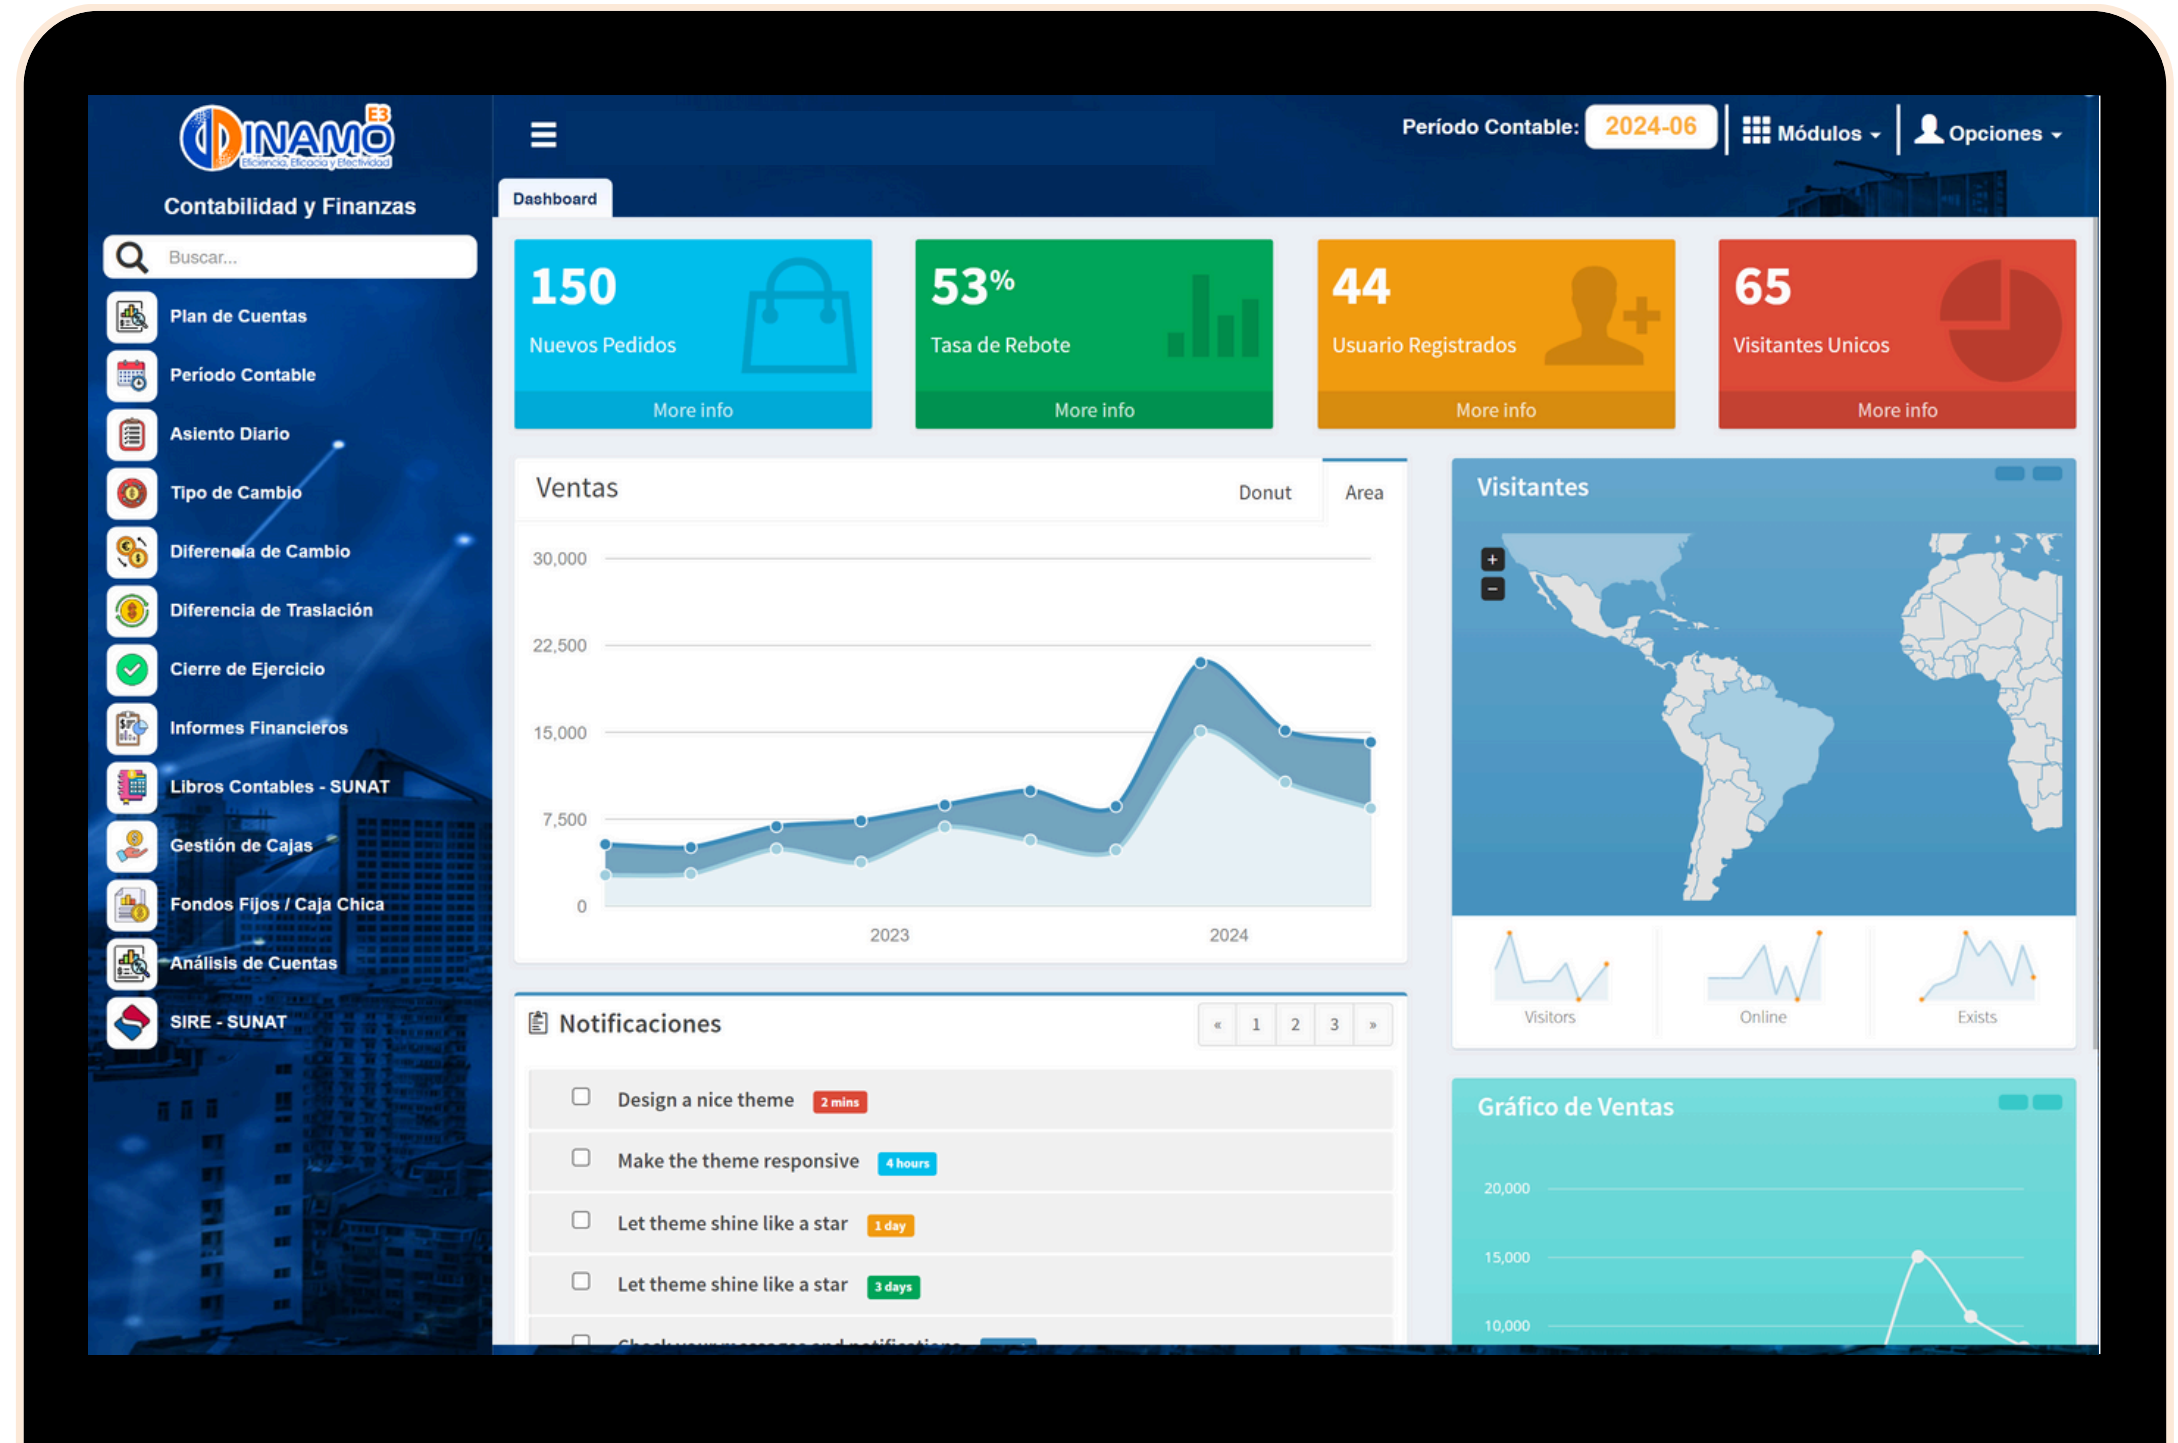 DINAMO E3
Eficiencia, Eficacia y Efectividad
Contabilidad y Finanzas
Buscar...
Plan de Cuentas
Periodo Contable
Asiento Diario
Tipo de Cambio
Diferencia de Cambio
Diferencia de Traslación
Cierre de Ejercicio
Informes Financieros
Libros Contables - SUNAT
Gestión de Cajas
Fondos Fijos / Caja Chica
Análisis de Cuentas
SIRE - SUNAT
Período Contable: 2024-06 Módulos Opciones
Dashboard
150
Nuevos Pedidos
More info
53%
Tasa de Rebote
More info
44
Usuario Registrados
More info
65
Visitantes Unicos
More info
Ventas
Donut Area
30,000
22,500
15,000
7,500
0
2023 2024
Visitantes
+
−
Visitors Online Exists
Notificaciones
« 1 2 3 »
Design a nice theme 2 mins
Make the theme responsive 4 hours
Let theme shine like a star 1 day
Let theme shine like a star 3 days
Check your messages and notifications
Gráfico de Ventas
20,000
15,000
10,000